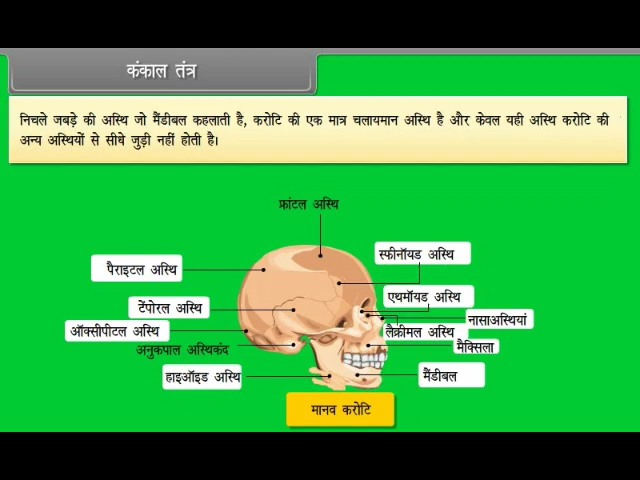 कंकाल तंत्र
निचले जबड़े की अस्थि जो मैंडीबल कहलाती है, करोटि की एक मात्र चलायमान अस्थि है और केवल यही अस्थि करोटि की
अन्य अस्थियों से सीधे जुड़ी नहीं होती है।
फ्रांटल अस्थि
स्फीनॉयड अस्थि
पैराइटल अस्थि
एथमॉयड अस्थि
टेंपोरल अस्थि
नासाअस्थियां
ऑक्सीपीटल अस्थि
लैक्रीमल अस्थि
अनुकपाल अस्थिकंद
मैक्सिला
हाइऑइड अस्थि
मैंडीबल
मानव करोटि